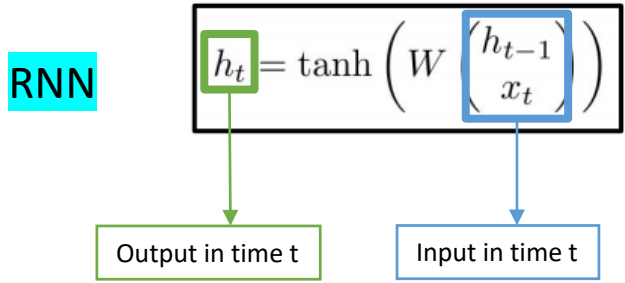 RNN
h_t = tanh ( W ( h_{t-1} x_t ) )
Output in time t
Input in time t